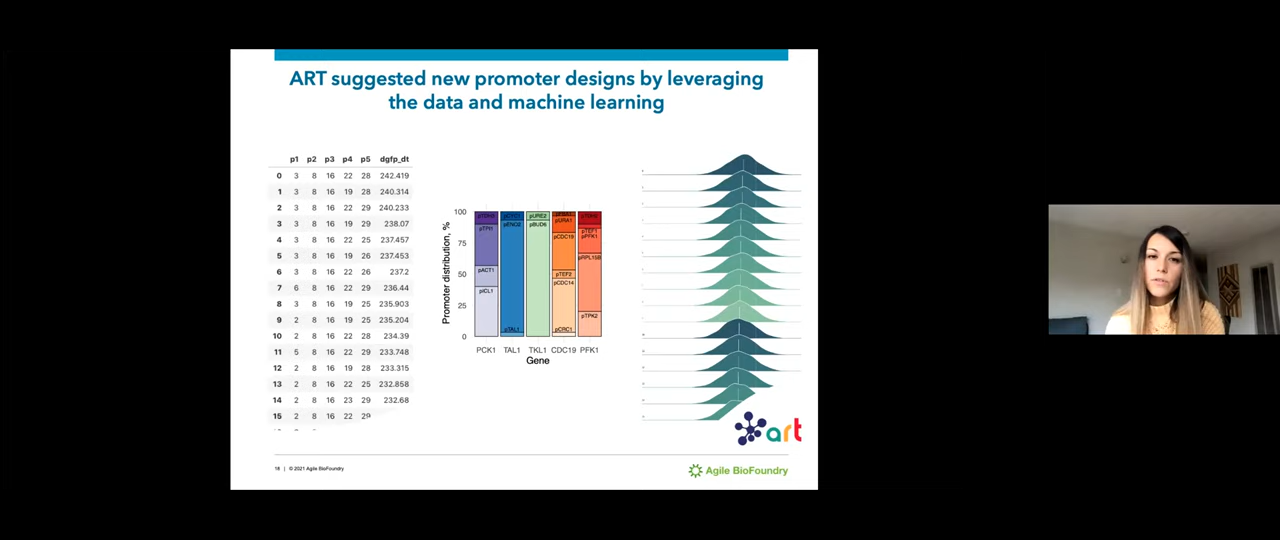 ART suggested new promoter designs by leveraging
the data and machine learning
p1 p2 p3 p4 p5 dgfp_dt
0 3 8 16 22 28 242.419
1 3 8 16 19 28 240.314
2 3 8 16 22 29 240.233
3 3 8 16 19 29 238.07
4 3 8 16 22 25 237.457
5 3 8 16 19 26 237.453
6 3 8 16 22 26 237.2
7 6 8 16 22 29 236.44
8 3 8 16 19 25 235.903
9 2 8 16 19 25 235.204
10 2 8 16 22 28 234.39
11 5 8 16 22 29 233.748
12 2 8 16 19 28 233.315
13 2 8 16 22 25 232.858
14 2 8 16 23 29 232.68
15 2 8 16 22 29
Promoter distribution, %
100
75
50
25
0
pTPI1
pACT1
pICL1
pENO2
pTAL1
pURE2
pBUD6
pURA1
pCDC19
pTEF2
pCDC14
pCRC1
pTEF1
pPFK1
pRPL15B
pTPK2
PCK1 TAL1 TKL1 CDC19 PFK1
Gene
art
18 | © 2021 Agile BioFoundry
Agile BioFoundry